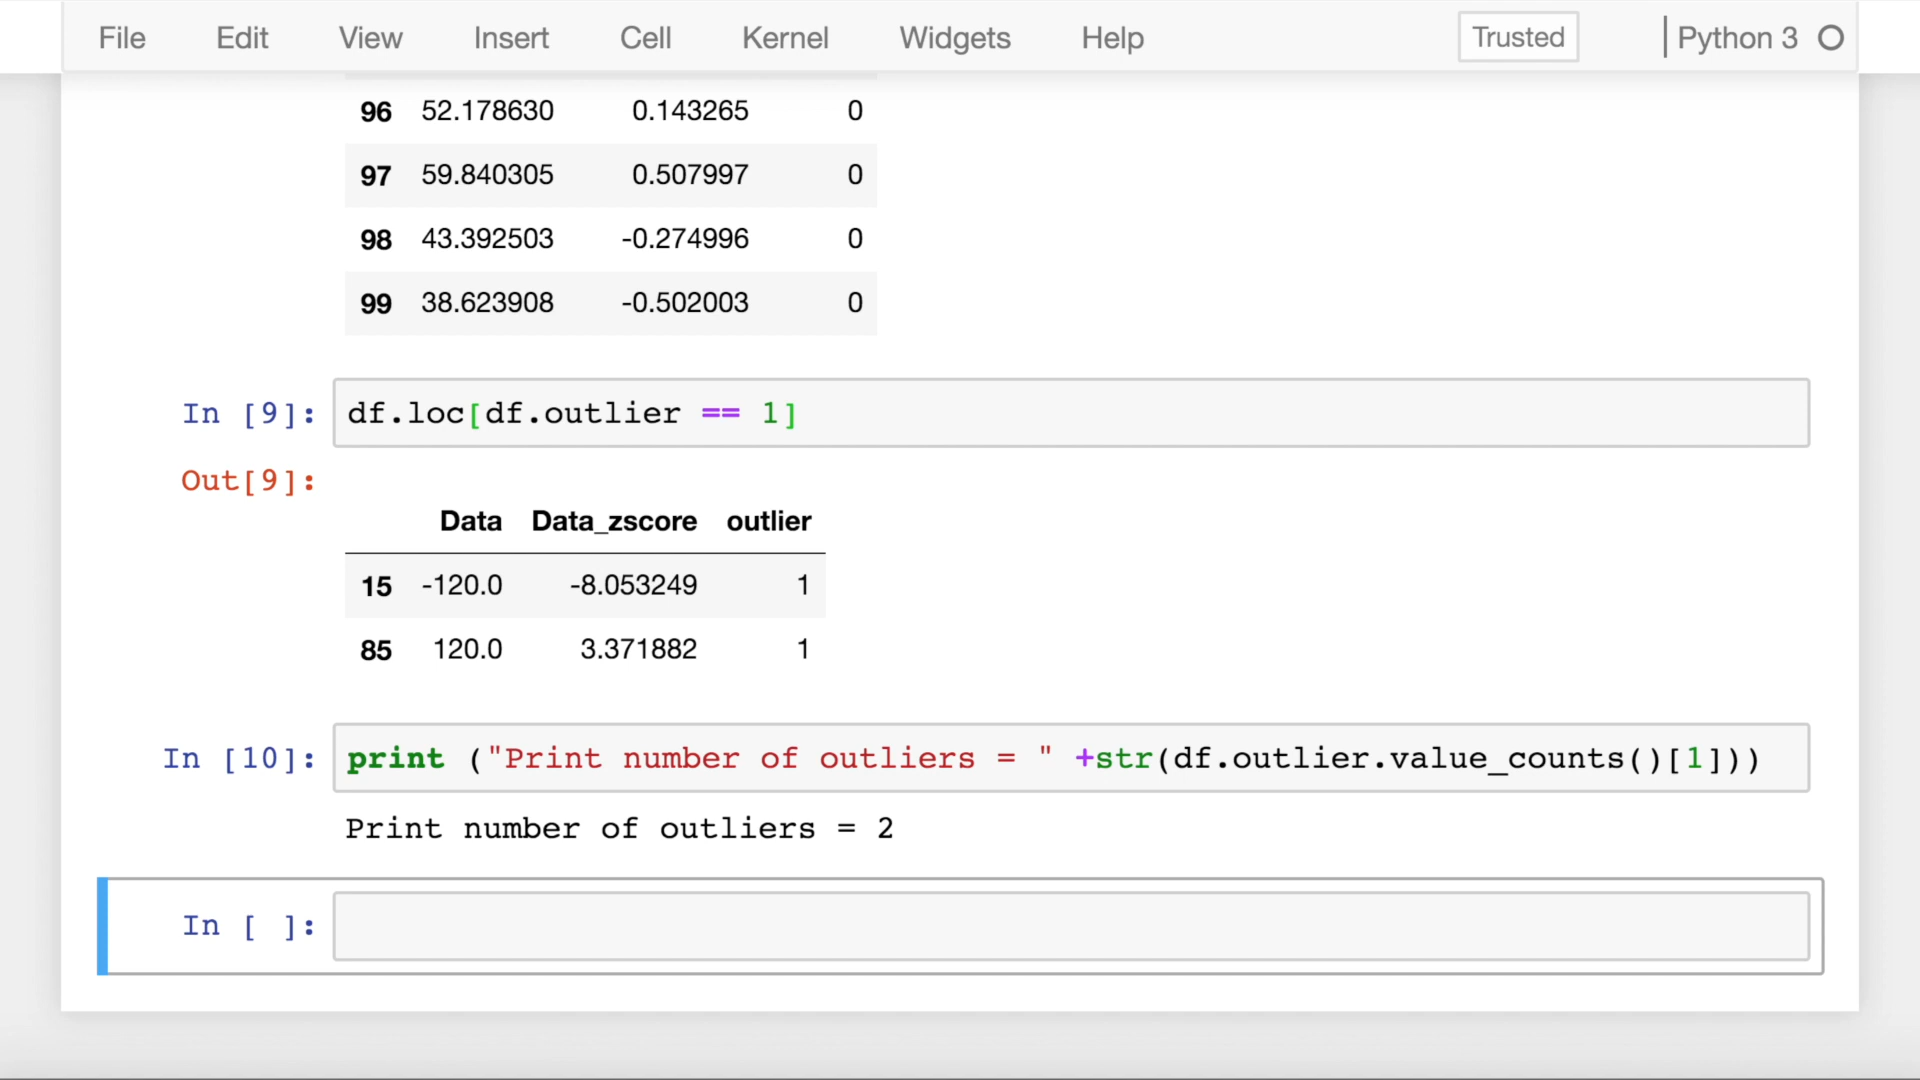 File Edit View Insert Cell Kernel Widgets Help Trusted Python 3
96 52.178630 0.143265 0
97 59.840305 0.507997 0
98 43.392503 -0.274996 0
99 38.623908 -0.502003 0
In [9]: df.loc[df.outlier == 1]
Out[9]:
Data Data_zscore outlier
15 -120.0 -8.053249 1
85 120.0 3.371882 1
In [10]: print ("Print number of outliers = " +str(df.outlier.value_counts()[1]))
Print number of outliers = 2
In [ ]: